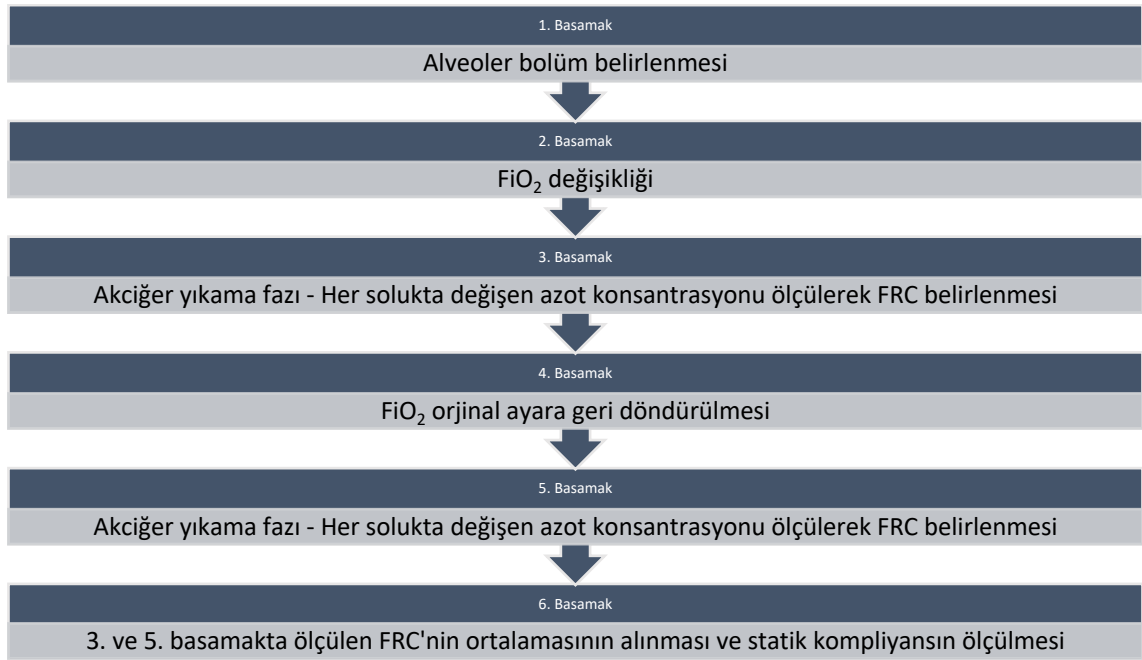 1. Basamak
Alveoler bolüm belirlenmesi
2. Basamak
FiO₂ değişikliği
3. Basamak
Akciğer yıkama fazı - Her solukta değişen azot konsantrasyonu ölçülerek FRC belirlenmesi
4. Basamak
FiO₂ orjinal ayara geri döndürülmesi
5. Basamak
Akciğer yıkama fazı - Her solukta değişen azot konsantrasyonu ölçülerek FRC belirlenmesi
6. Basamak
3. ve 5. basamakta ölçülen FRC'nin ortalamasının alınması ve statik kompliyansın ölçülmesi